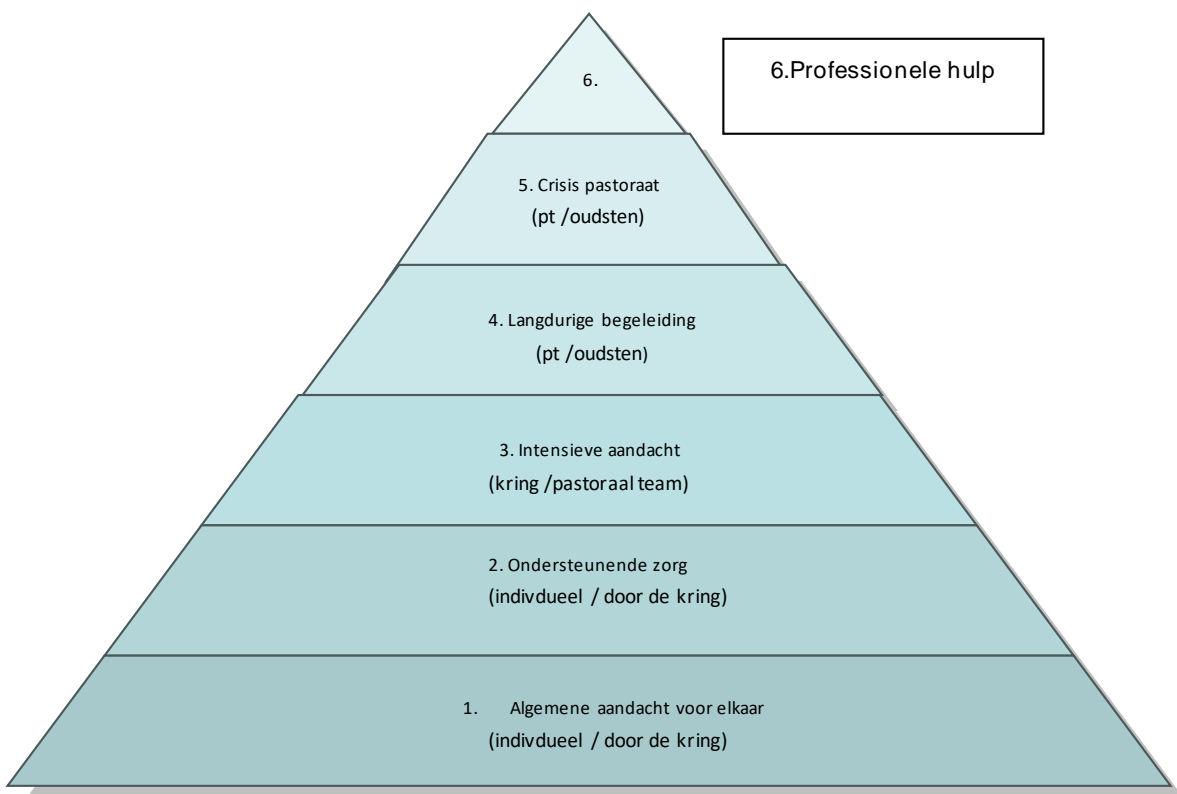 6.
6.Professionele hulp
5. Crisis pastoraat
(pt /oudsten)
4. Langdurige begeleiding
(pt /oudsten)
3. Intensieve aandacht
(kring /pastoraal team)
2. Ondersteunende zorg
(indivdueel / door de kring)
1. Algemene aandacht voor elkaar
(indivdueel / door de kring)